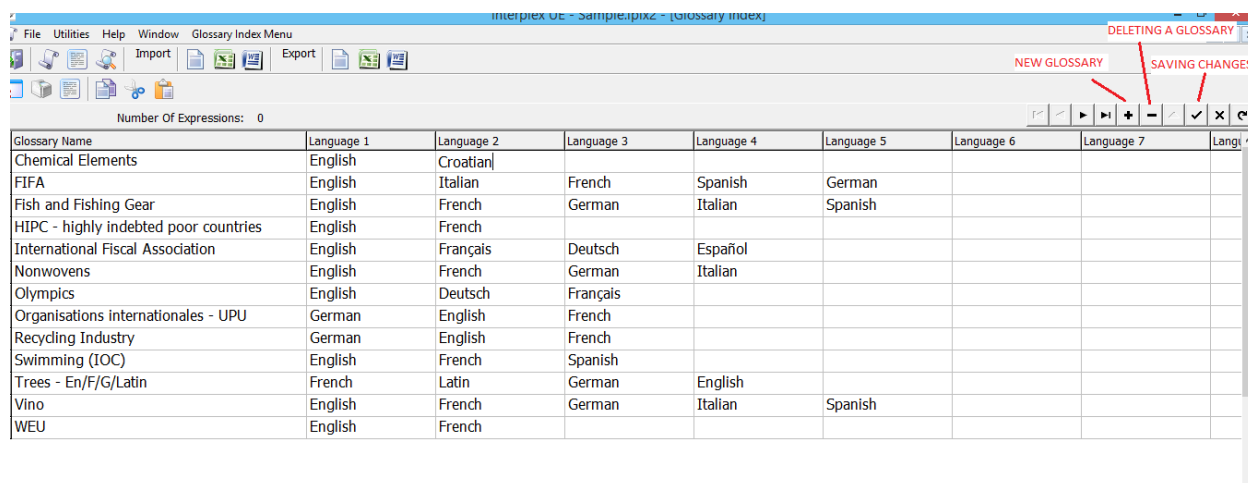 Interplex UE - Sample.ipix2 - [Glossary Index]
DELETING A GLOSSARY
File Utilities Help Window Glossary Index Menu
Import Export
NEW GLOSSARY SAVING CHANGES
Number Of Expressions: 0
Glossary Name Language 1 Language 2 Language 3 Language 4 Language 5 Language 6 Language 7
Chemical Elements English Croatian
FIFA English Italian French Spanish German
Fish and Fishing Gear English French German Italian Spanish
HIPC - highly indebted poor countries English French
International Fiscal Association English Français Deutsch Español
Nonwovens English French German Italian
Olympics English Deutsch Français
Organisations internationales - UPU German English French
Recycling Industry German English French
Swimming (IOC) English French Spanish
Trees - En/F/G/Latin French Latin German English
Vino English French German Italian Spanish
WEU English French